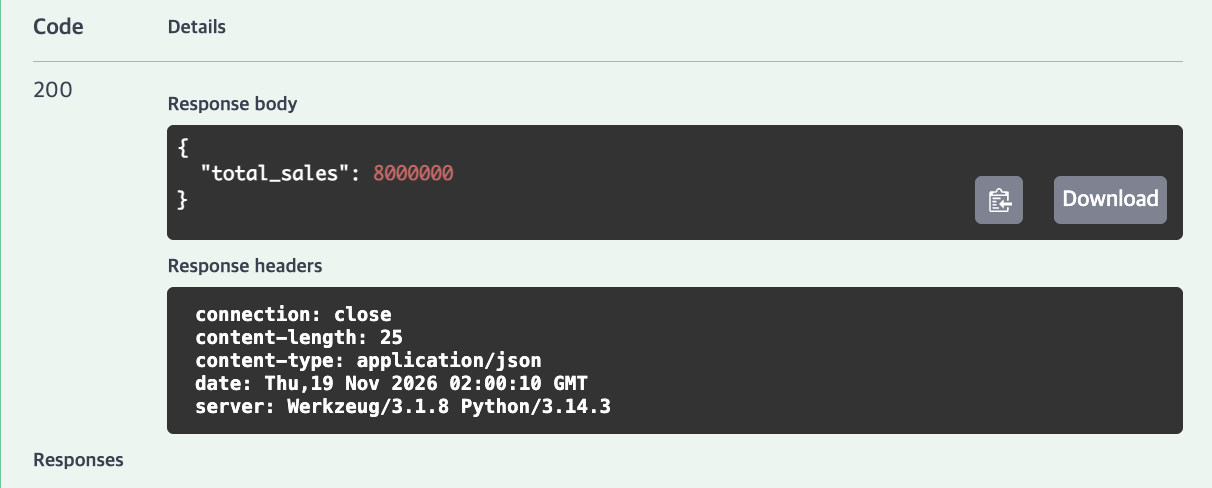 Code Details
200
Response body
{
  "total_sales": 8000000
}
Download
Response headers
connection: close
content-length: 25
content-type: application/json
date: Thu,19 Nov 2026 02:00:10 GMT
server: Werkzeug/3.1.8 Python/3.14.3
Responses